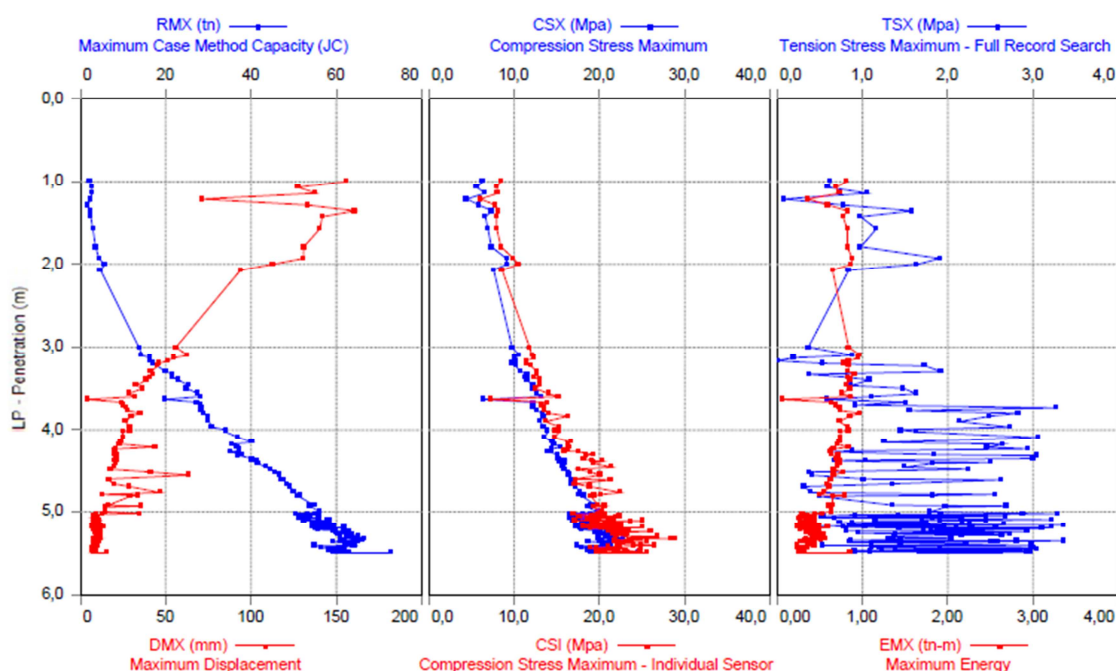 RMX (tn) CSX (Mpa) TSX (Mpa)
Maximum Case Method Capacity (JC) Compression Stress Maximum Tension Stress Maximum - Full Record Search
0 20 40 60 80 0,0 10,0 20,0 30,0 40,0 0,00 1,00 2,00 3,00 4,0
0,0
1,0
2,0
3,0
4,0
5,0
6,0
LP - Penetration (m)
0 50 100 150 200 0,0 10,0 20,0 30,0 40,0 0,00 1,00 2,00 3,00 4,00
DMX (mm) CSI (Mpa) EMX (tn-m)
Maximum Displacement Compression Stress Maximum - Individual Sensor Maximum Energy